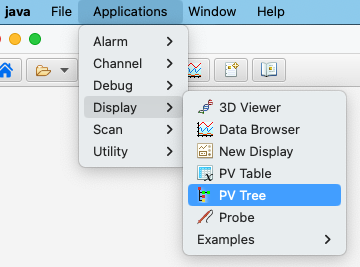 java File Applications Window Help
Alarm
Channel
Debug
Display
Scan
Utility
3D Viewer
Data Browser
New Display
PV Table
PV Tree
Probe
Examples